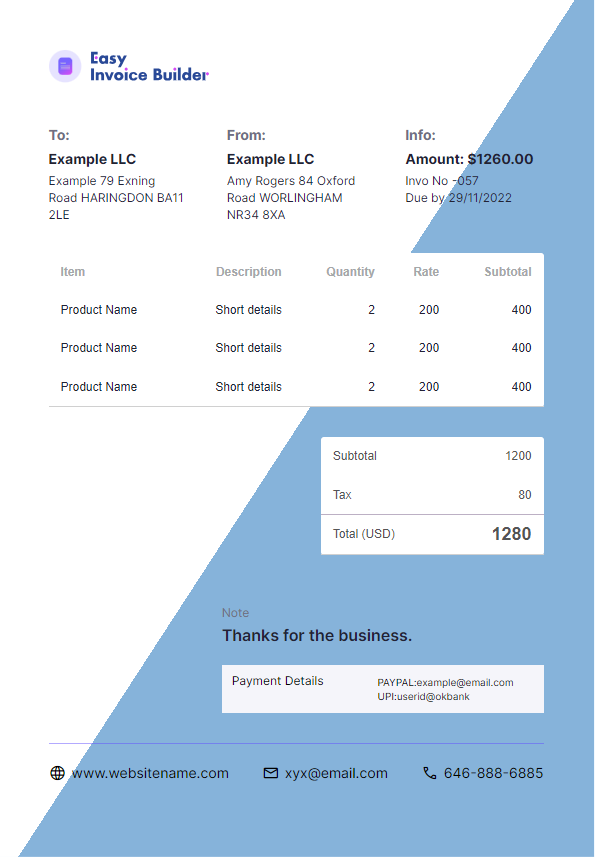 Easy
Invoice Builder
To:
Example LLC
Example 79 Exning
Road HARINGDON BA11
2LE
From:
Example LLC
Amy Rogers 84 Oxford
Road WORLINGHAM
NR34 8XA
Info:
Amount: $1260.00
Invo No -057
Due by 29/11/2022
Item Description Quantity Rate Subtotal
Product Name Short details 2 200 400
Product Name Short details 2 200 400
Product Name Short details 2 200 400
Subtotal 1200
Tax 80
Total (USD) 1280
Note
Thanks for the business.
Payment Details
PAYPAL:example@email.com
UPI:userid@okbank
www.websitename.com xyx@email.com 646-888-6885